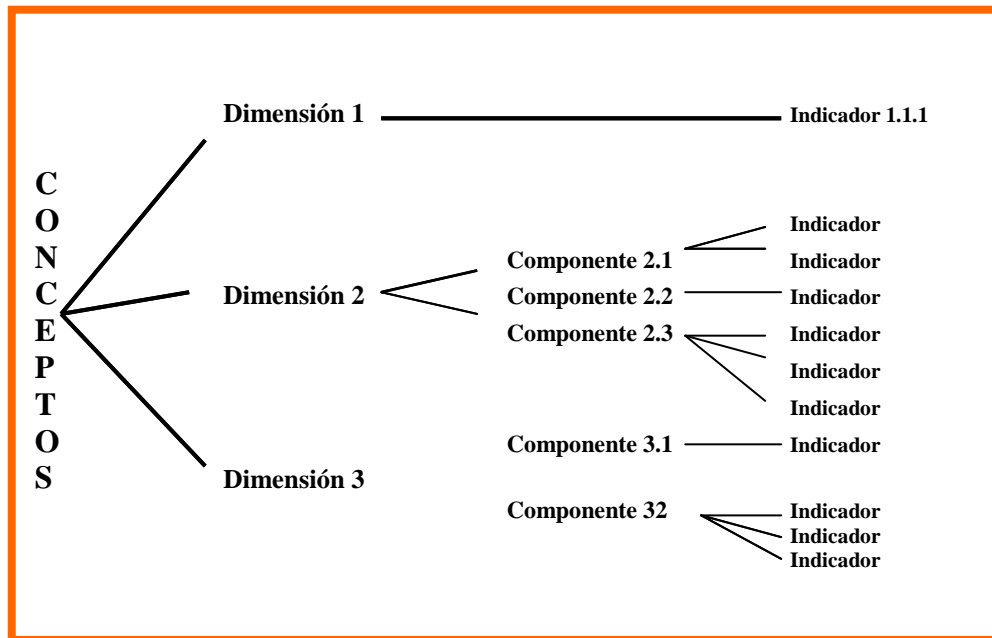 CONCEPTOS
Dimensión 1
Indicador 1.1.1
Dimensión 2
Componente 2.1
Indicador
Indicador
Componente 2.2
Indicador
Componente 2.3
Indicador
Indicador
Indicador
Dimensión 3
Componente 3.1
Indicador
Componente 32
Indicador
Indicador
Indicador